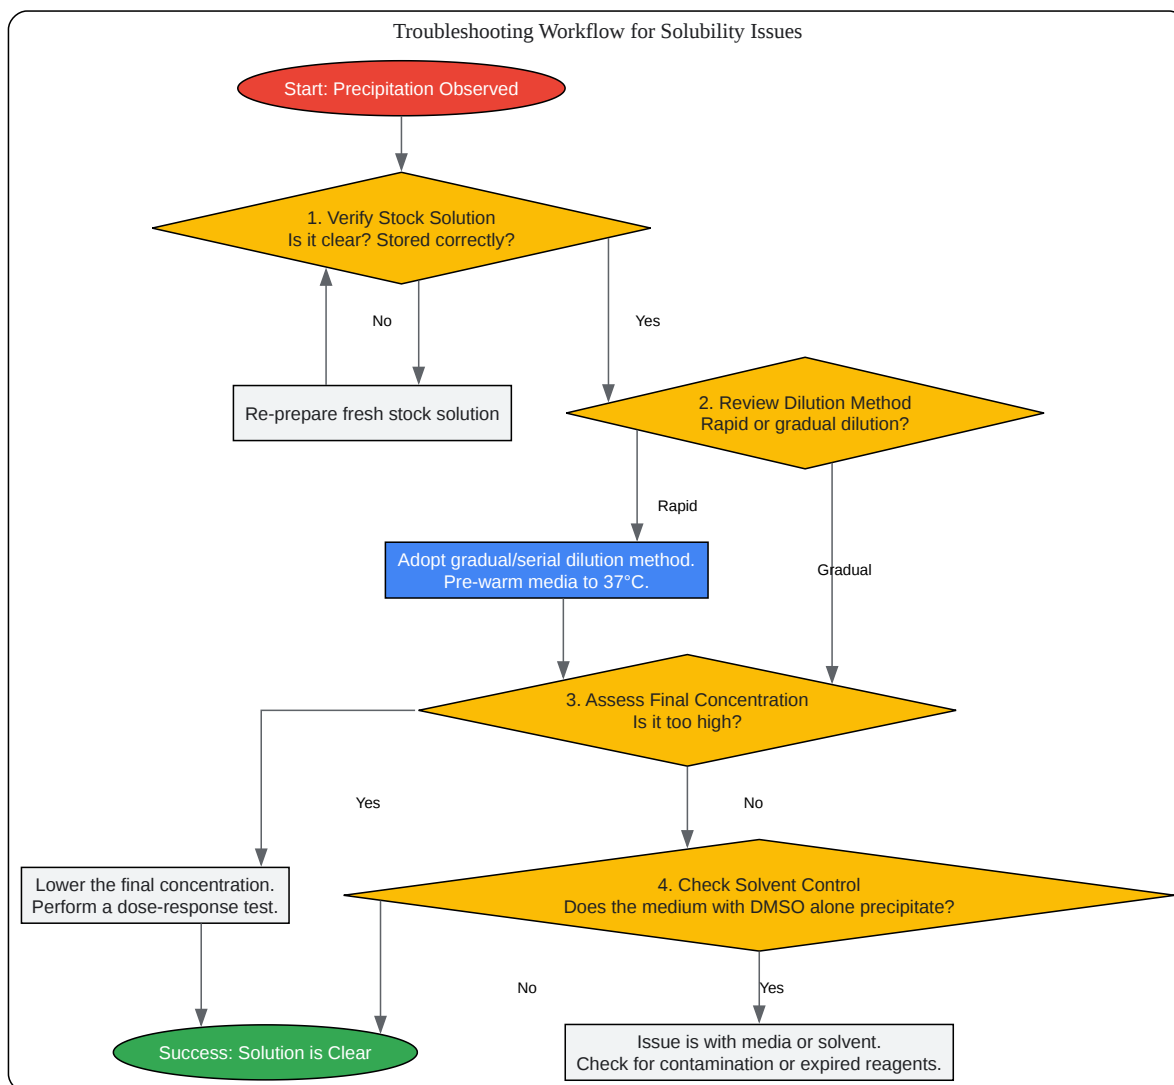 Troubleshooting Workflow for Solubility Issues
Start: Precipitation Observed
1. Verify Stock Solution
Is it clear? Stored correctly?
No
Yes
Re-prepare fresh stock solution
2. Review Dilution Method
Rapid or gradual dilution?
Rapid
Adopt gradual/serial dilution method.
Pre-warm media to 37°C.
Gradual
3. Assess Final Concentration
Is it too high?
Yes
No
Lower the final concentration.
Perform a dose-response test.
4. Check Solvent Control
Does the medium with DMSO alone precipitate?
No
Yes
Success: Solution is Clear
Issue is with media or solvent.
Check for contamination or expired reagents.